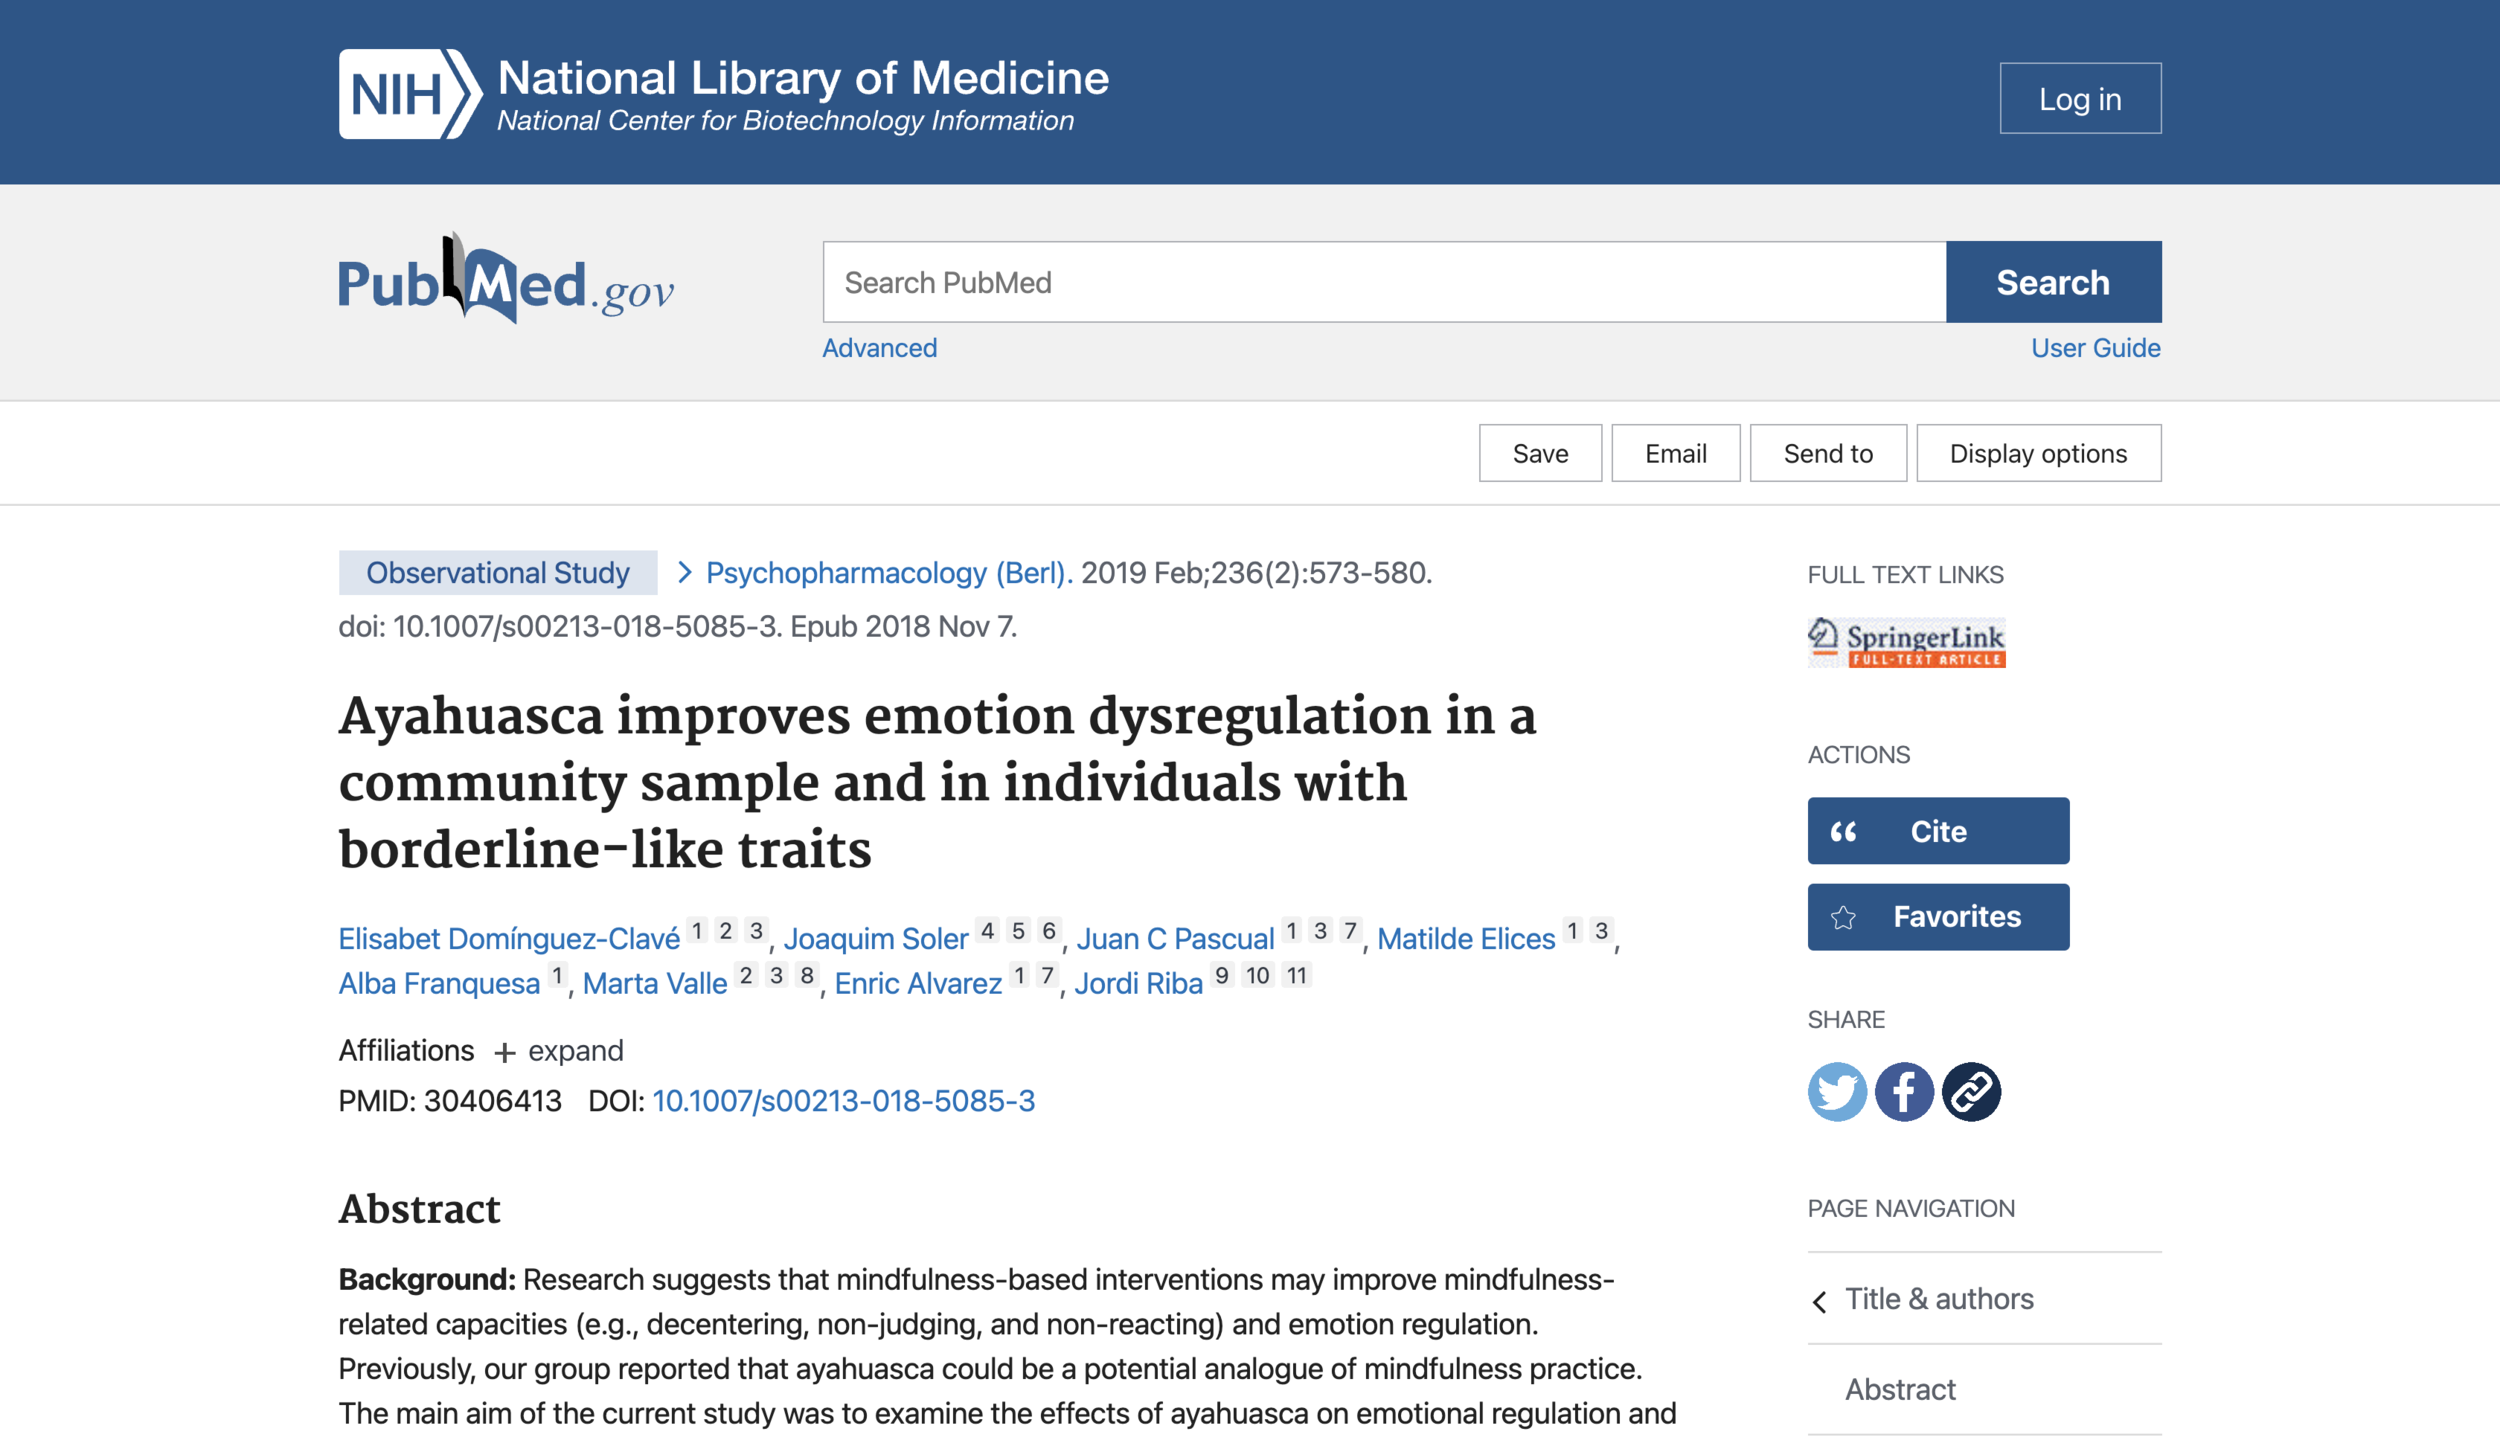 NIH National Library of Medicine
National Center for Biotechnology Information
Log in
PubMed.gov
Search PubMed
Search
Advanced
User Guide
Save
Email
Send to
Display options
Observational Study > Psychopharmacology (Berl). 2019 Feb;236(2):573-580.
doi: 10.1007/s00213-018-5085-3. Epub 2018 Nov 7.
Ayahuasca improves emotion dysregulation in a
community sample and in individuals with
borderline-like traits
Elisabet Domínguez-Clavé 1 2 3, Joaquim Soler 4 5 6, Juan C Pascual 1 3 7, Matilde Elices 1 3,
Alba Franquesa 1, Marta Valle 2 3 8, Enric Alvarez 1 7, Jordi Riba 9 10 11
Affiliations + expand
PMID: 30406413 DOI: 10.1007/s00213-018-5085-3
Abstract
Background: Research suggests that mindfulness-based interventions may improve mindfulness-
related capacities (e.g., decentering, non-judging, and non-reacting) and emotion regulation.
Previously, our group reported that ayahuasca could be a potential analogue of mindfulness practice.
The main aim of the current study was to examine the effects of ayahuasca on emotional regulation and
FULL TEXT LINKS
SpringerLink
FULL-TEXT ARTICLE
ACTIONS
Cite
Favorites
SHARE
PAGE NAVIGATION
Title & authors
Abstract